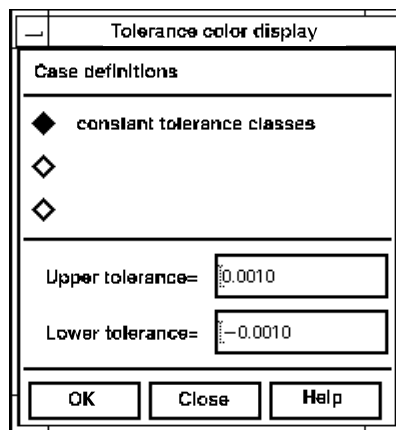 Tolerance color display
Case definitions
constant tolerance classes
Upper tolerance= 0.0010
Lower tolerance= −0.0010
OK Close Help